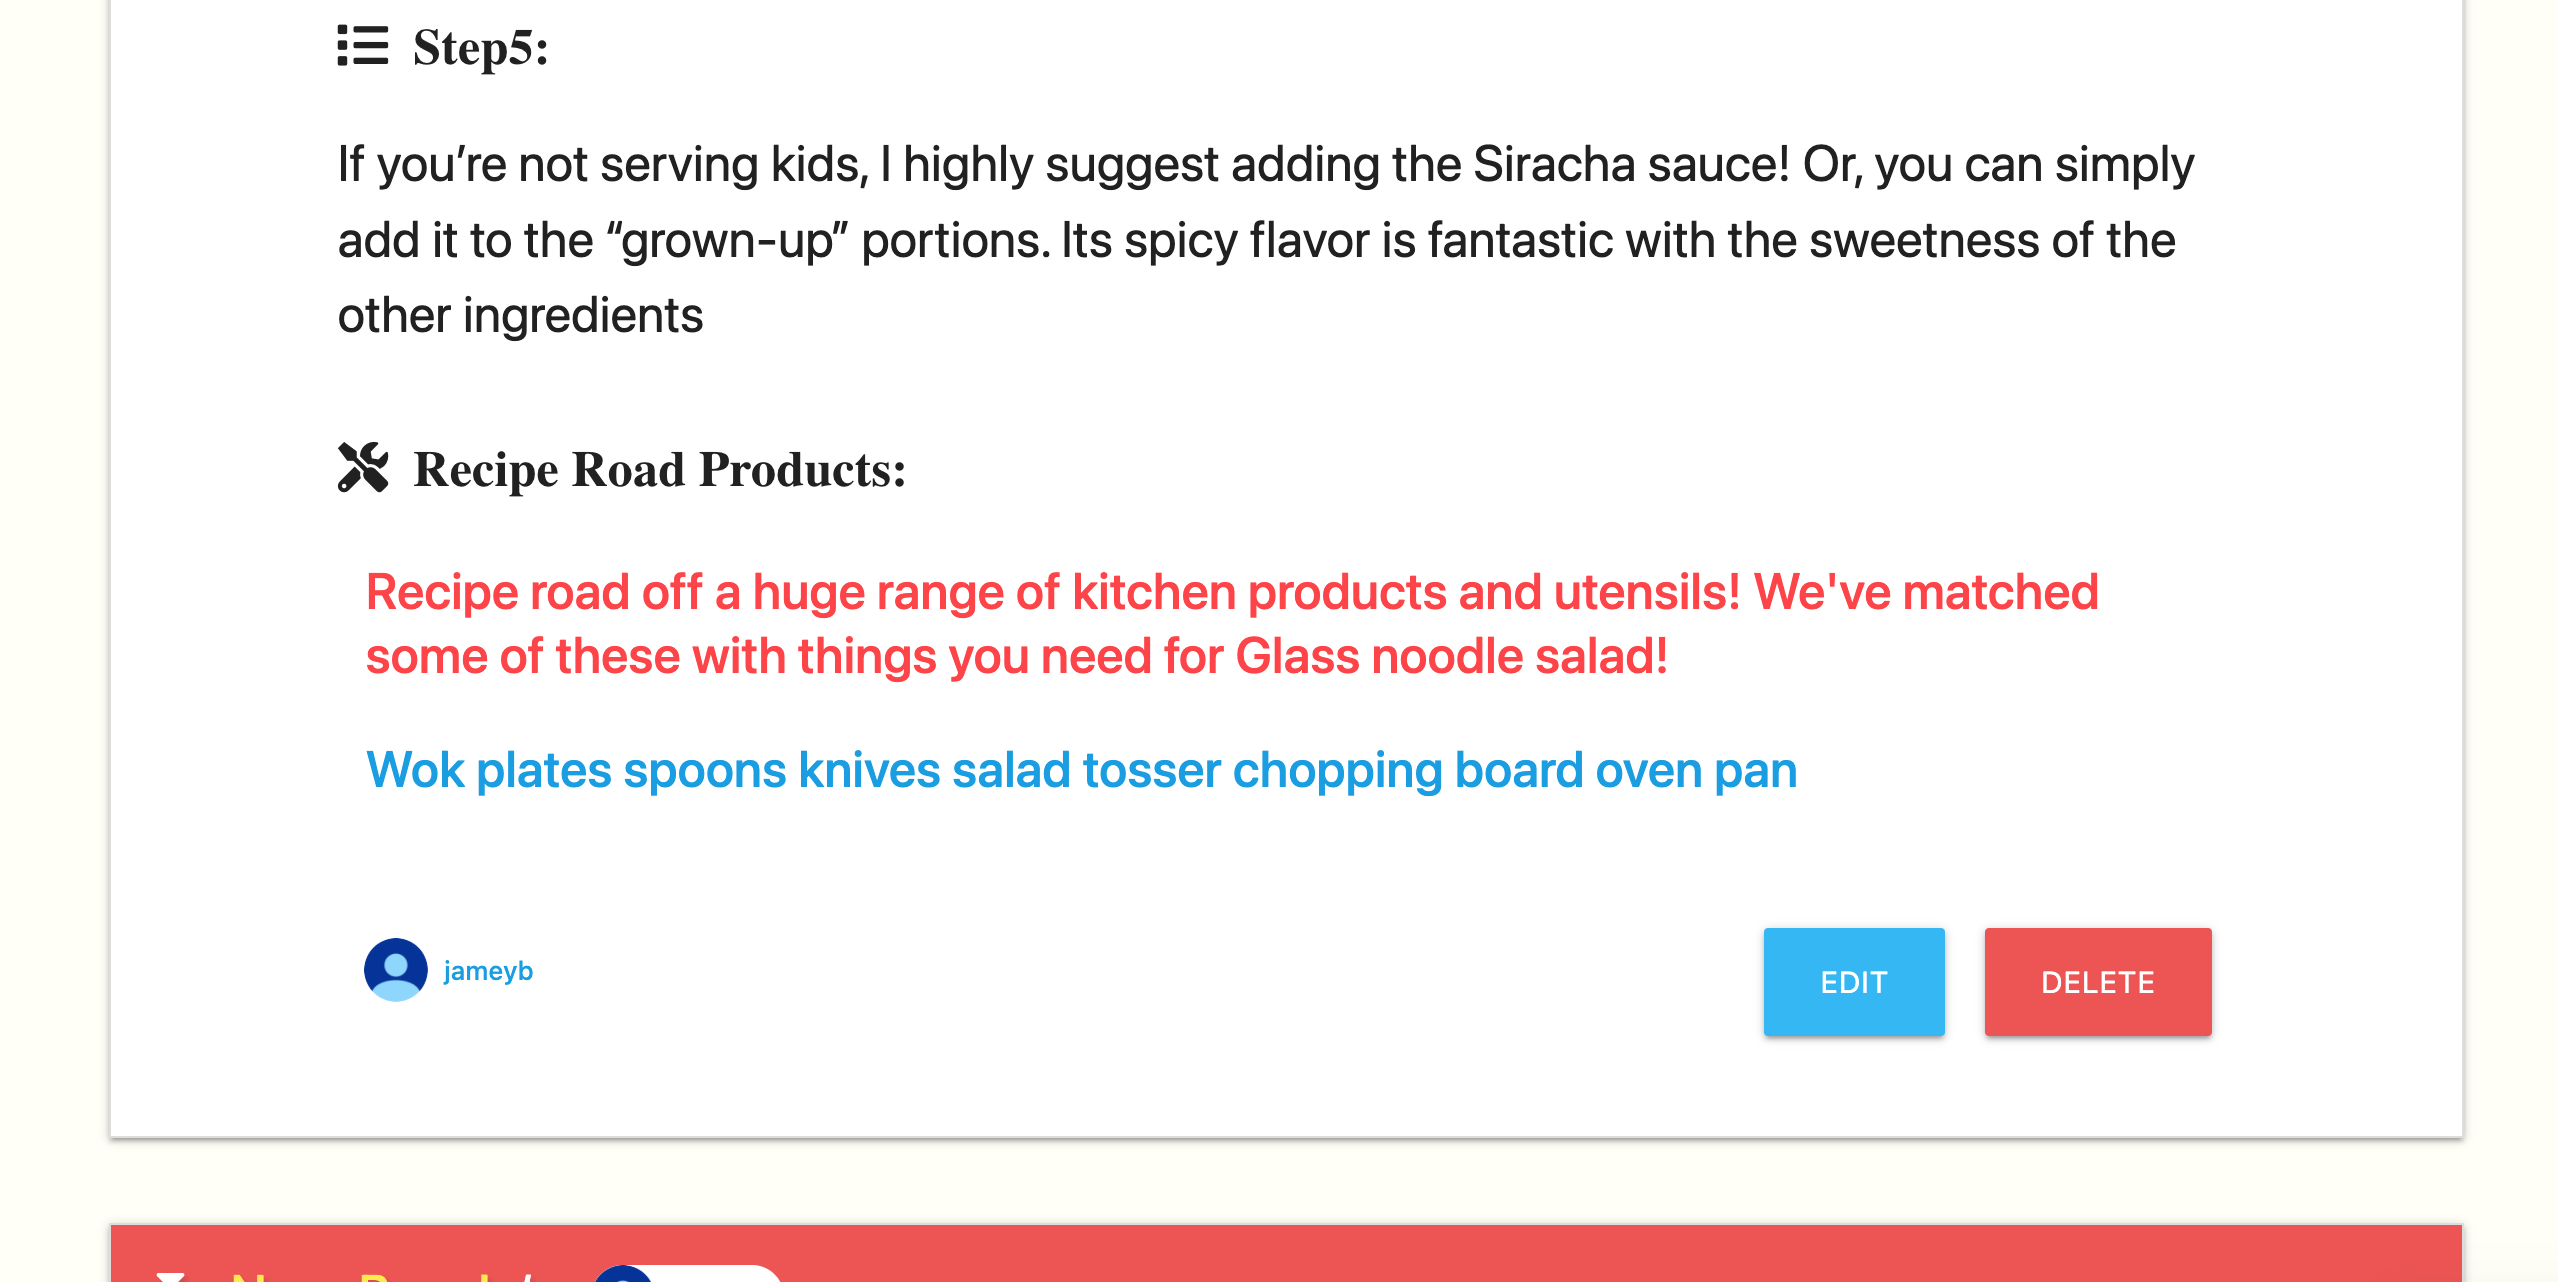 Step5:
If you’re not serving kids, I highly suggest adding the Siracha sauce! Or, you can simply
add it to the “grown-up” portions. Its spicy flavor is fantastic with the sweetness of the
other ingredients
Recipe Road Products:
Recipe road off a huge range of kitchen products and utensils! We've matched
some of these with things you need for Glass noodle salad!
Wok plates spoons knives salad tosser chopping board oven pan
jameyb
EDIT
DELETE